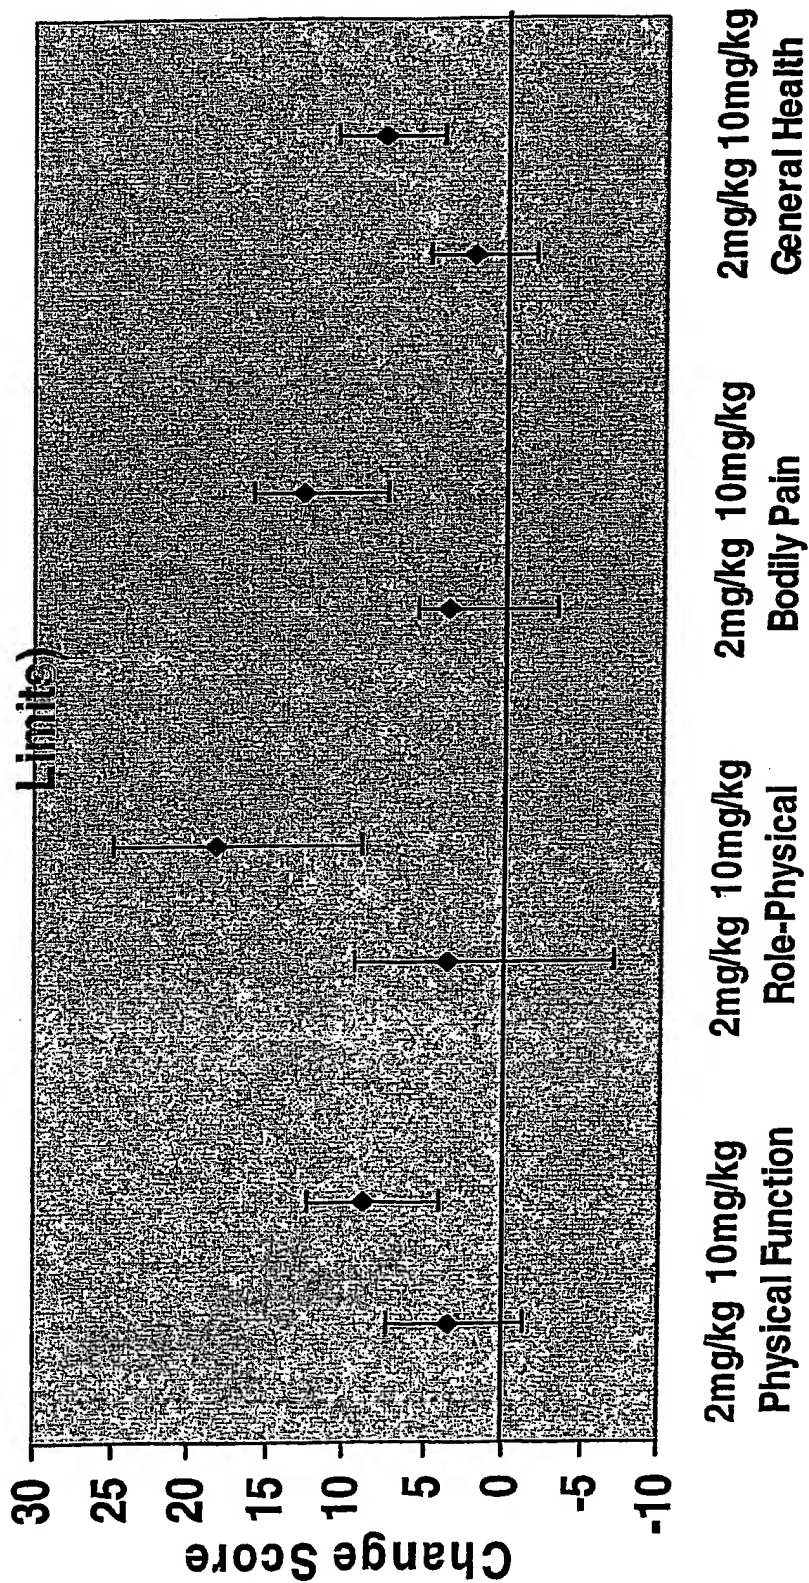 Limits)
Change Score
30
25
20
15
10
5
0
-5
-10
2mg/kg 10mg/kg
Physical Function
2mg/kg 10mg/kg
Role-Physical
2mg/kg 10mg/kg
Bodily Pain
2mg/kg 10mg/kg
General Health